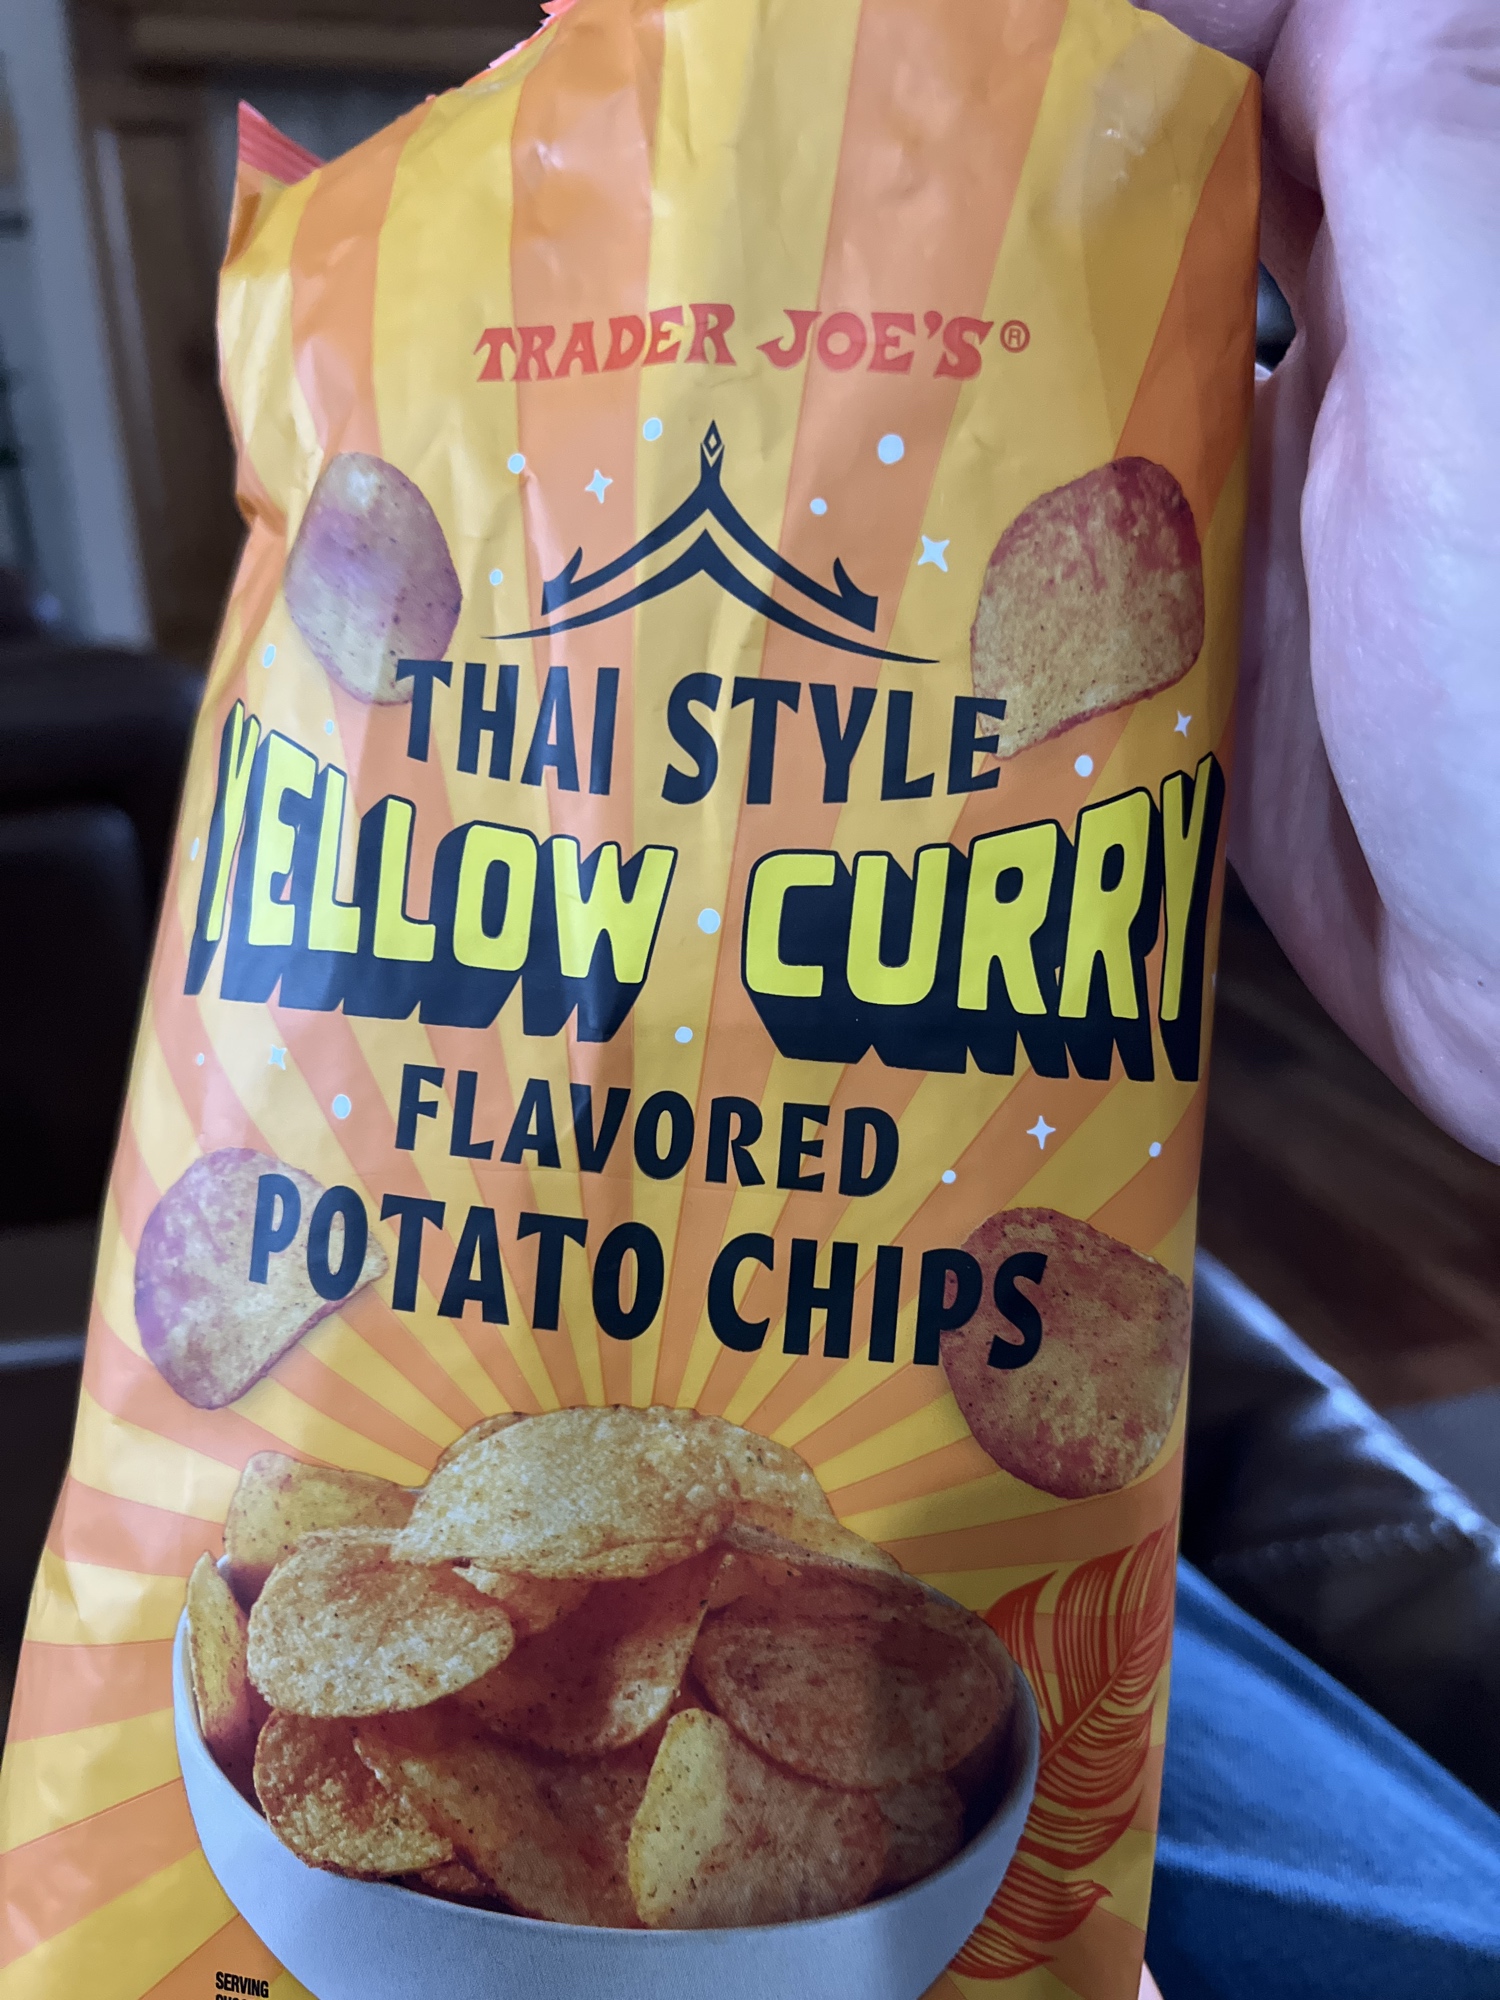 TRADER JOE'S®
THAI STYLE
YELLOW CURRY
FLAVORED
POTATO CHIPS
SERVING